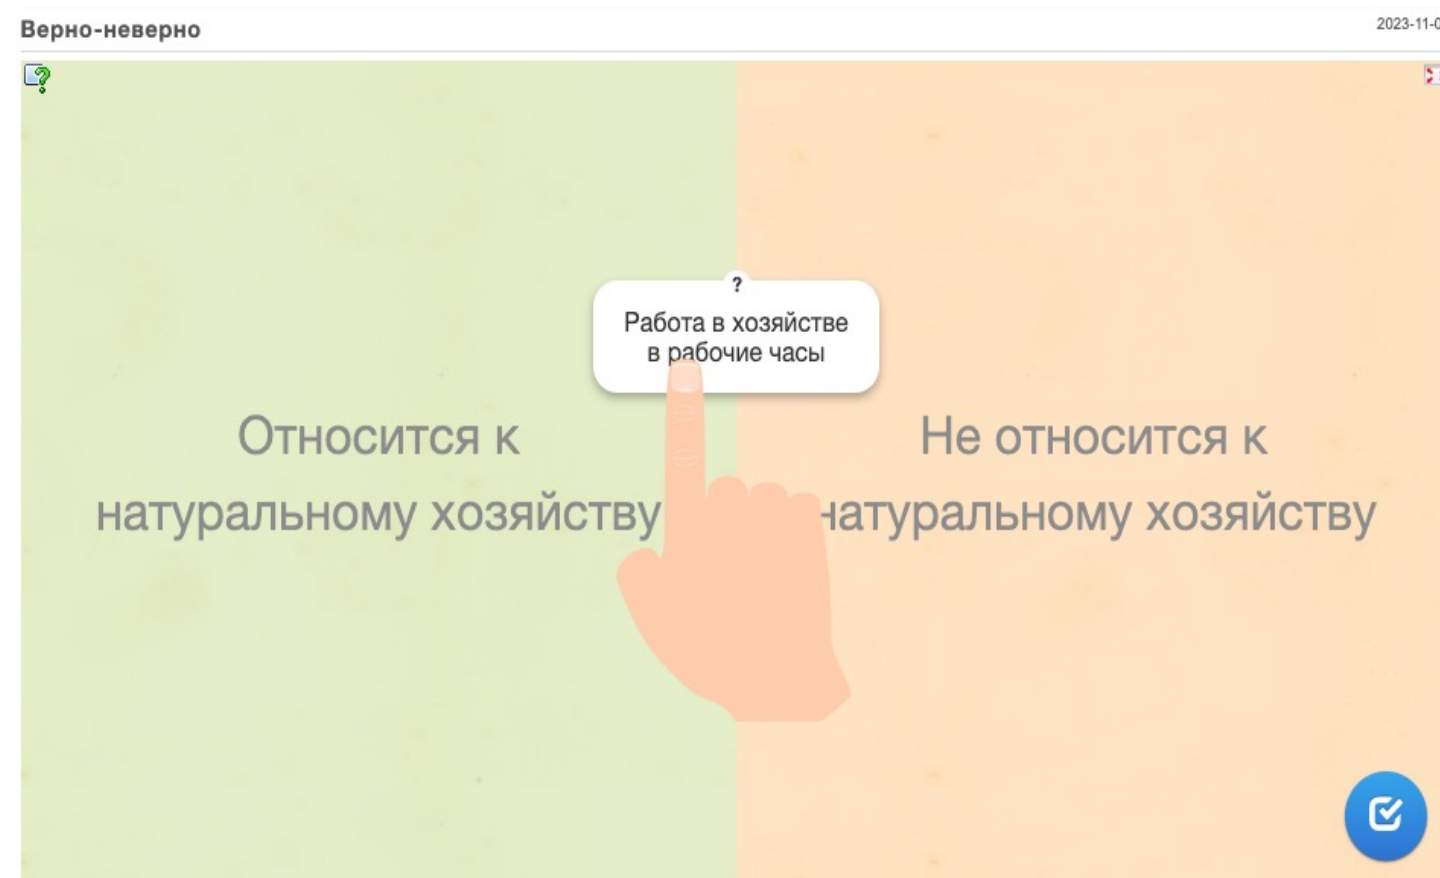 Верно-неверно
2023-11-0
?
Работа в хозяйстве
в рабочие часы
Относится к
натуральному хозяйству
Не относится к
натуральному хозяйству